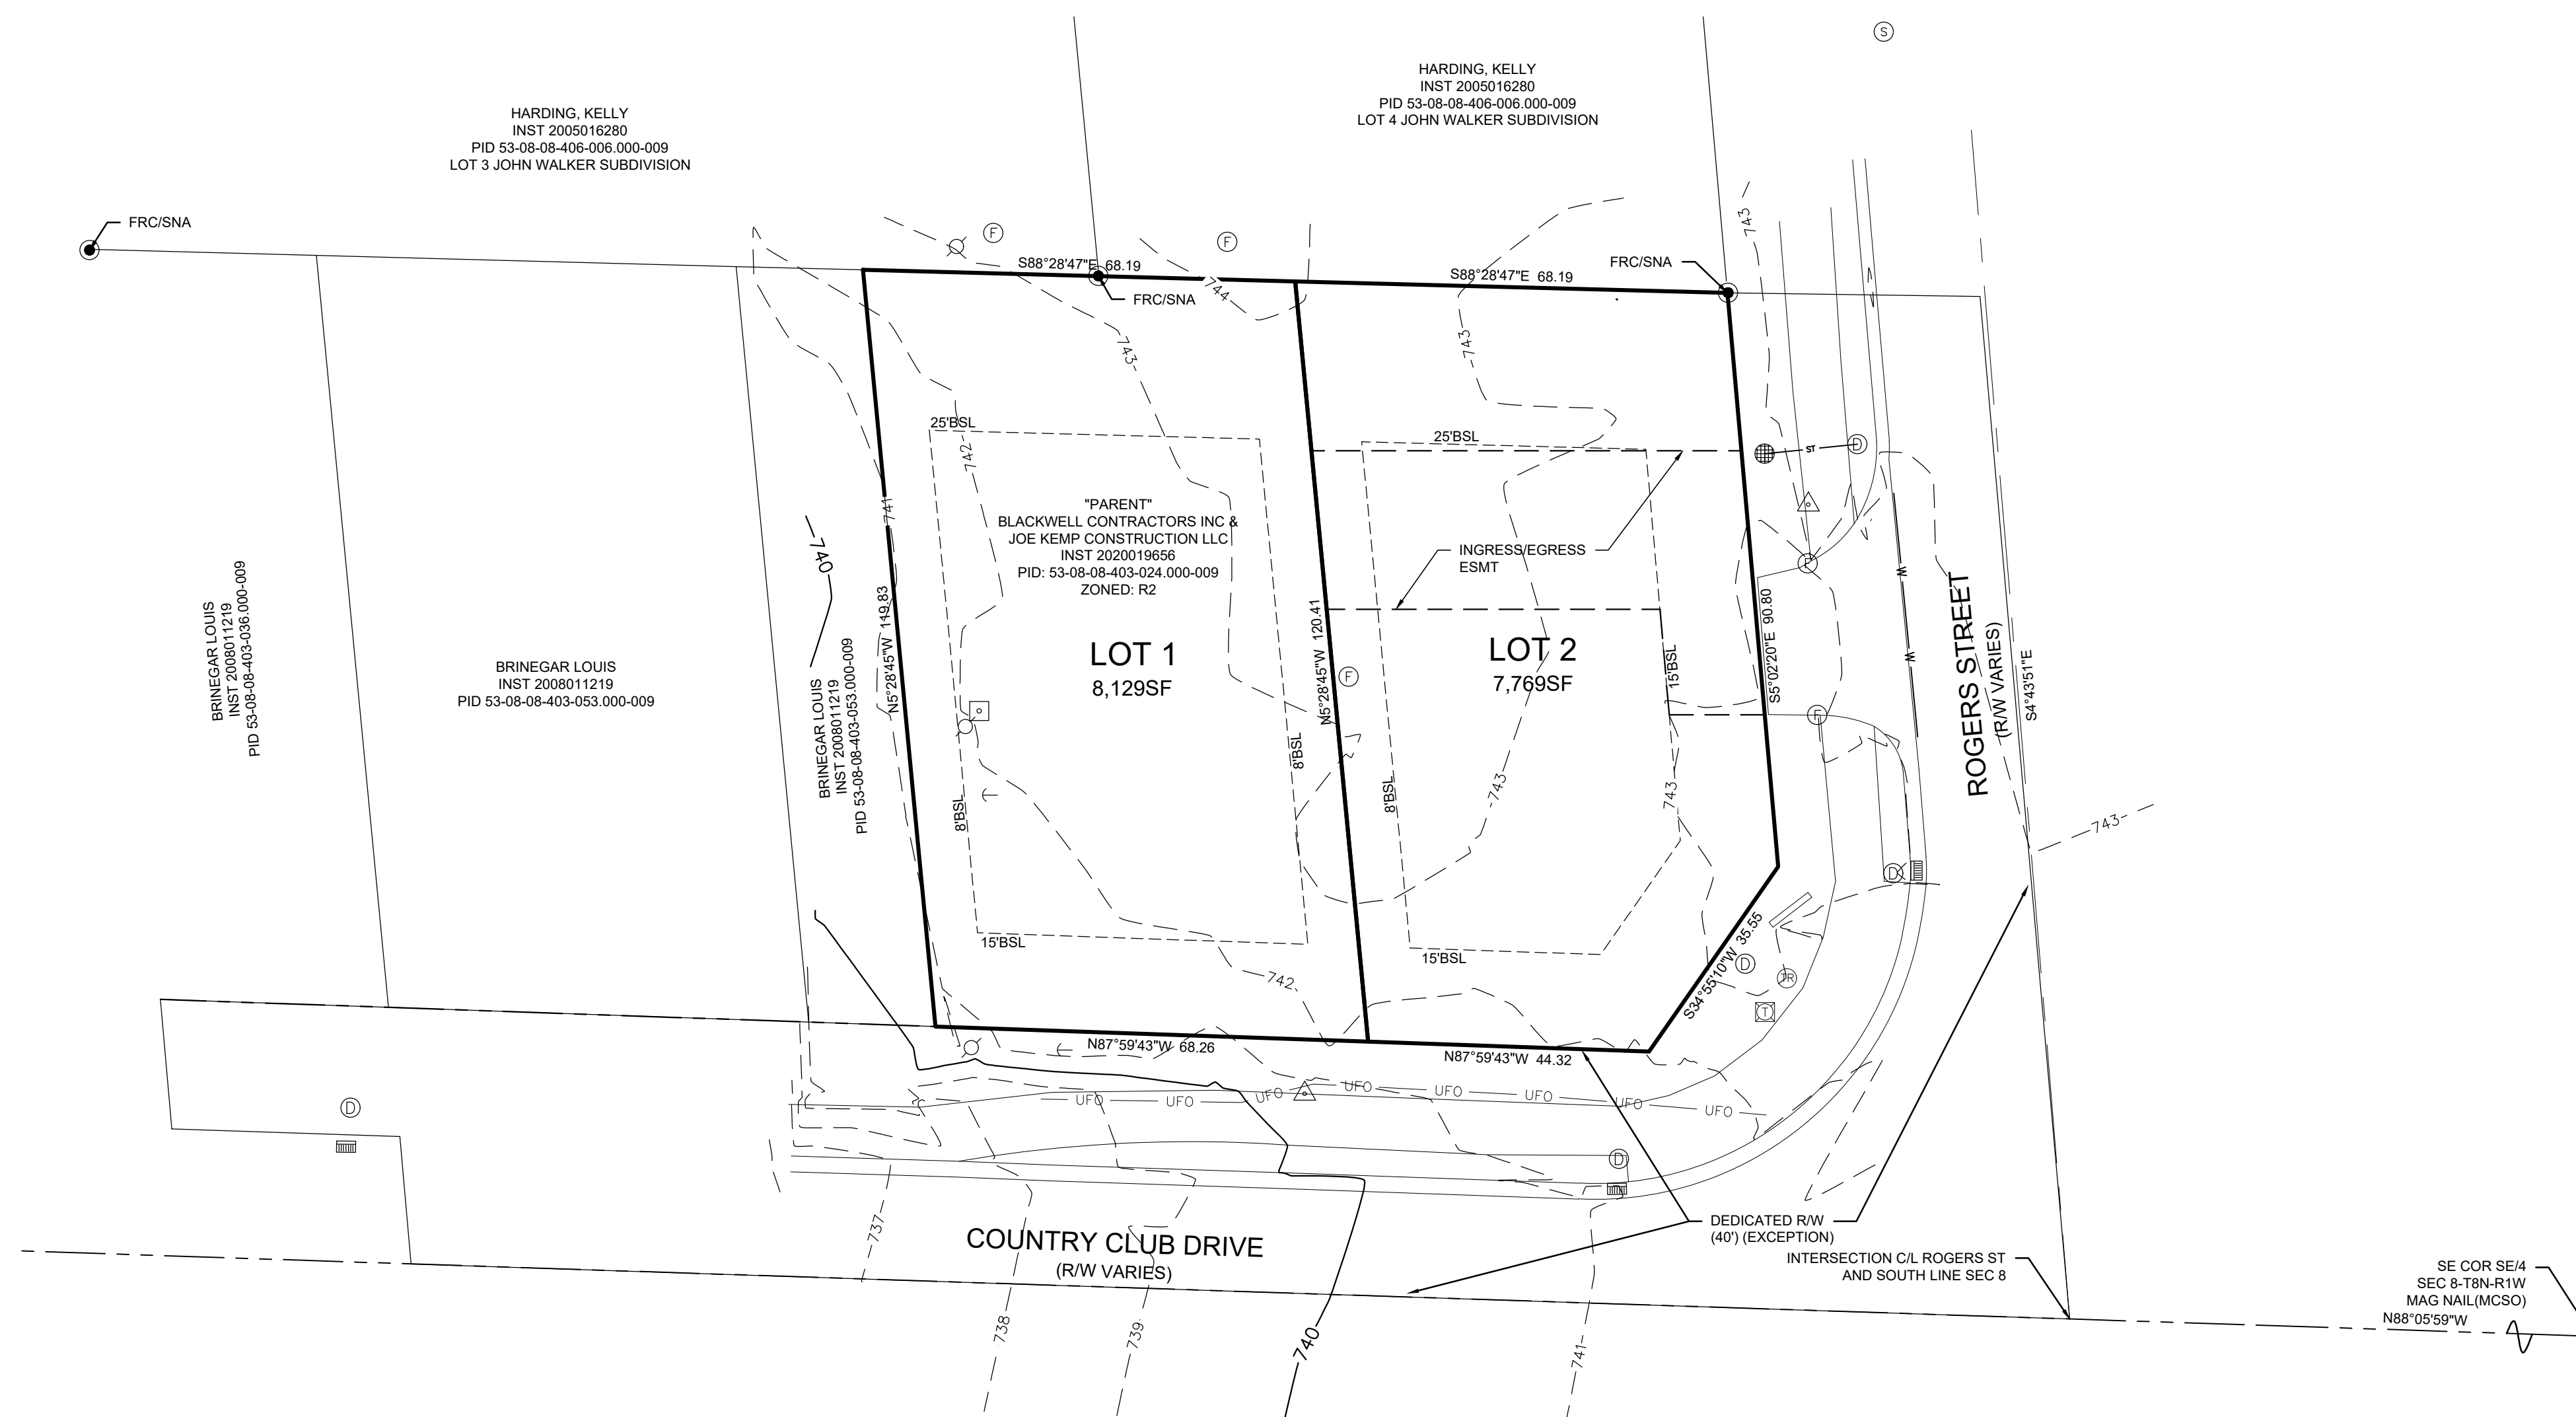 S
HARDING, KELLY
INST 2005016280
PID 53-08-08-406-006.000-009
LOT 4 JOHN WALKER SUBDIVISION
HARDING, KELLY
INST 2005016280
PID 53-08-08-406-006.000-009
LOT 3 JOHN WALKER SUBDIVISION
FRC/SNA
F
F
743
S88°28'47"E 68.19
FRC/SNA
744
S88°28'47"E 68.19
FRC/SNA
743
743
25'BSL
742
25'BSL
ST
D
741
740
"PARENT"
BLACKWELL CONTRACTORS INC &
JOE KEMP CONSTRUCTION LLC
INST 2020019656
PID: 53-08-08-403-024.000-009
ZONED: R2
INGRESS/EGRESS
ESMT
P
W
W
LOT 1
8,129SF
LOT 2
7,769SF
N5°28'45"W 149.83
N5°28'45"W 120.41
F
15'BSL
S5°02'20"E 90.80
F
ROGERS STREET
(R/W VARIES)
S4°43'51"E
BRINEGAR LOUIS
INST 2008011219
PID 53-08-08-403-036.000-009
BRINEGAR LOUIS
INST 2008011219
PID 53-08-08-403-053.000-009
BRINEGAR LOUIS
INST 2008011219
PID 53-08-08-403-053.000-009
8'BSL
8'BSL
8'BSL
743
743
743
D
15'BSL
15'BSL
742
S34°55'10"W 35.55
D
TR
T
N87°59'43"W 68.26
N87°59'43"W 44.32
UFO
UFO
UFO
UFO
UFO
UFO
UFO
UFO
D
D
737
COUNTRY CLUB DRIVE
(R/W VARIES)
DEDICATED R/W
(40') (EXCEPTION)
INTERSECTION C/L ROGERS ST
AND SOUTH LINE SEC 8
SE COR SE/4
SEC 8-T8N-R1W
MAG NAIL(MCSO)
N88°05'59"W
738
739
740
741